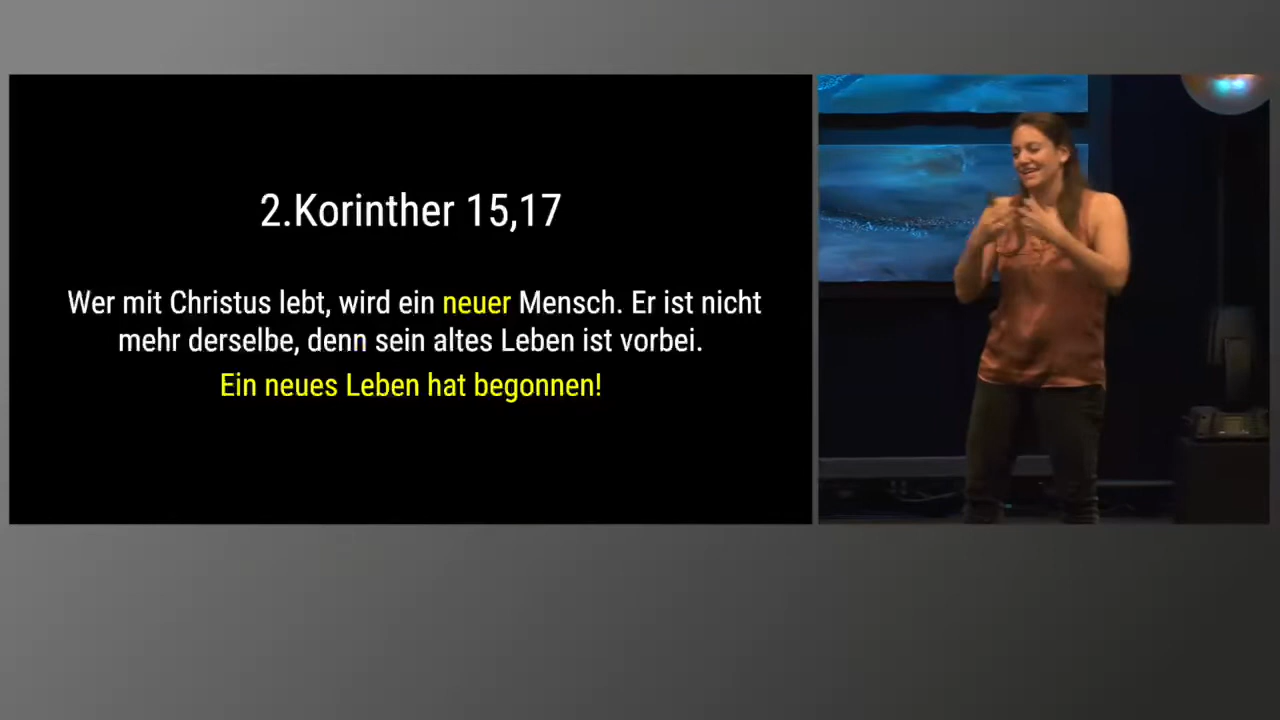 2.Korinther 15,17
Wer mit Christus lebt, wird ein neuer Mensch. Er ist nicht
mehr derselbe, denn sein altes Leben ist vorbei.
Ein neues Leben hat begonnen!